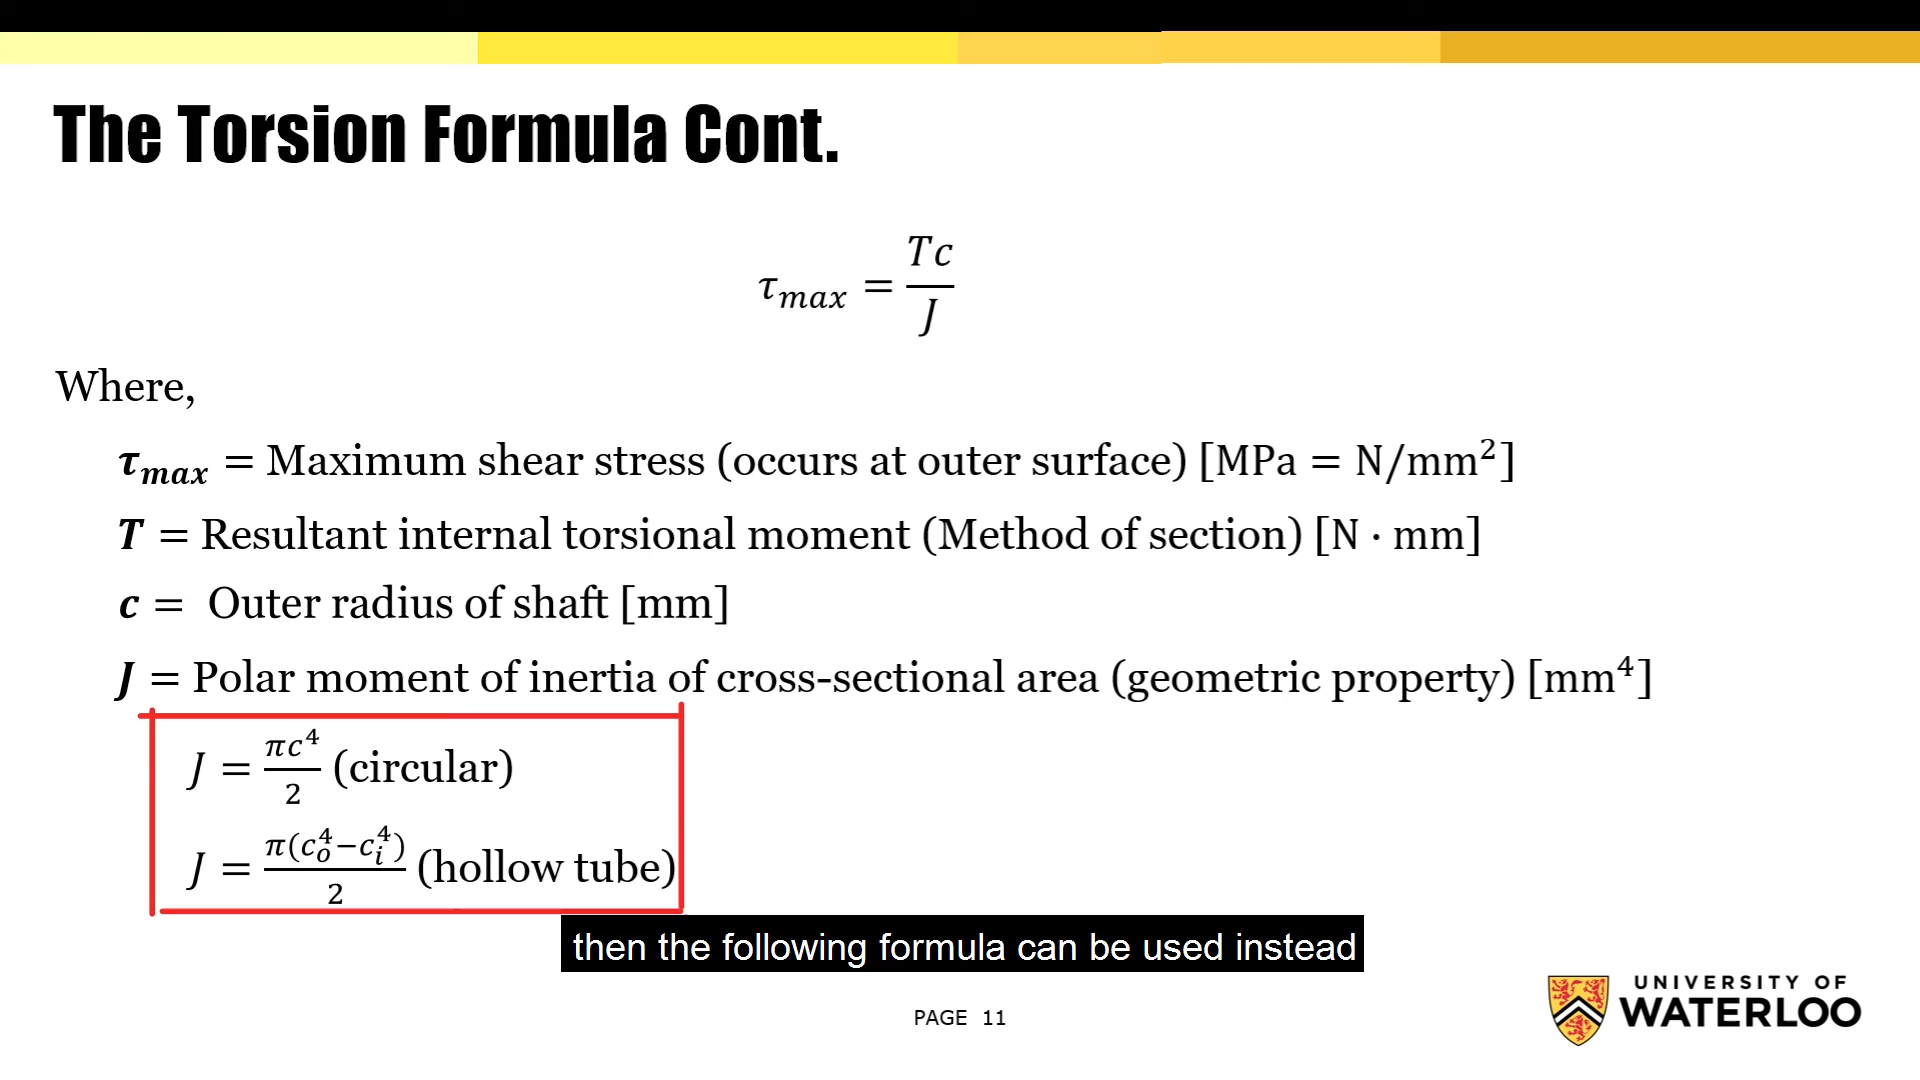 The Torsion Formula Cont.
τ_max = Tc/J
Where,
τ_max = Maximum shear stress (occurs at outer surface) [MPa = N/mm²]
T = Resultant internal torsional moment (Method of section) [N · mm]
c = Outer radius of shaft [mm]
J = Polar moment of inertia of cross-sectional area (geometric property) [mm⁴]
J = πc⁴/2 (circular)
J = π(c_o⁴−c_i⁴)/2 (hollow tube)
then the following formula can be used instead
PAGE 11
UNIVERSITY OF
WATERLOO